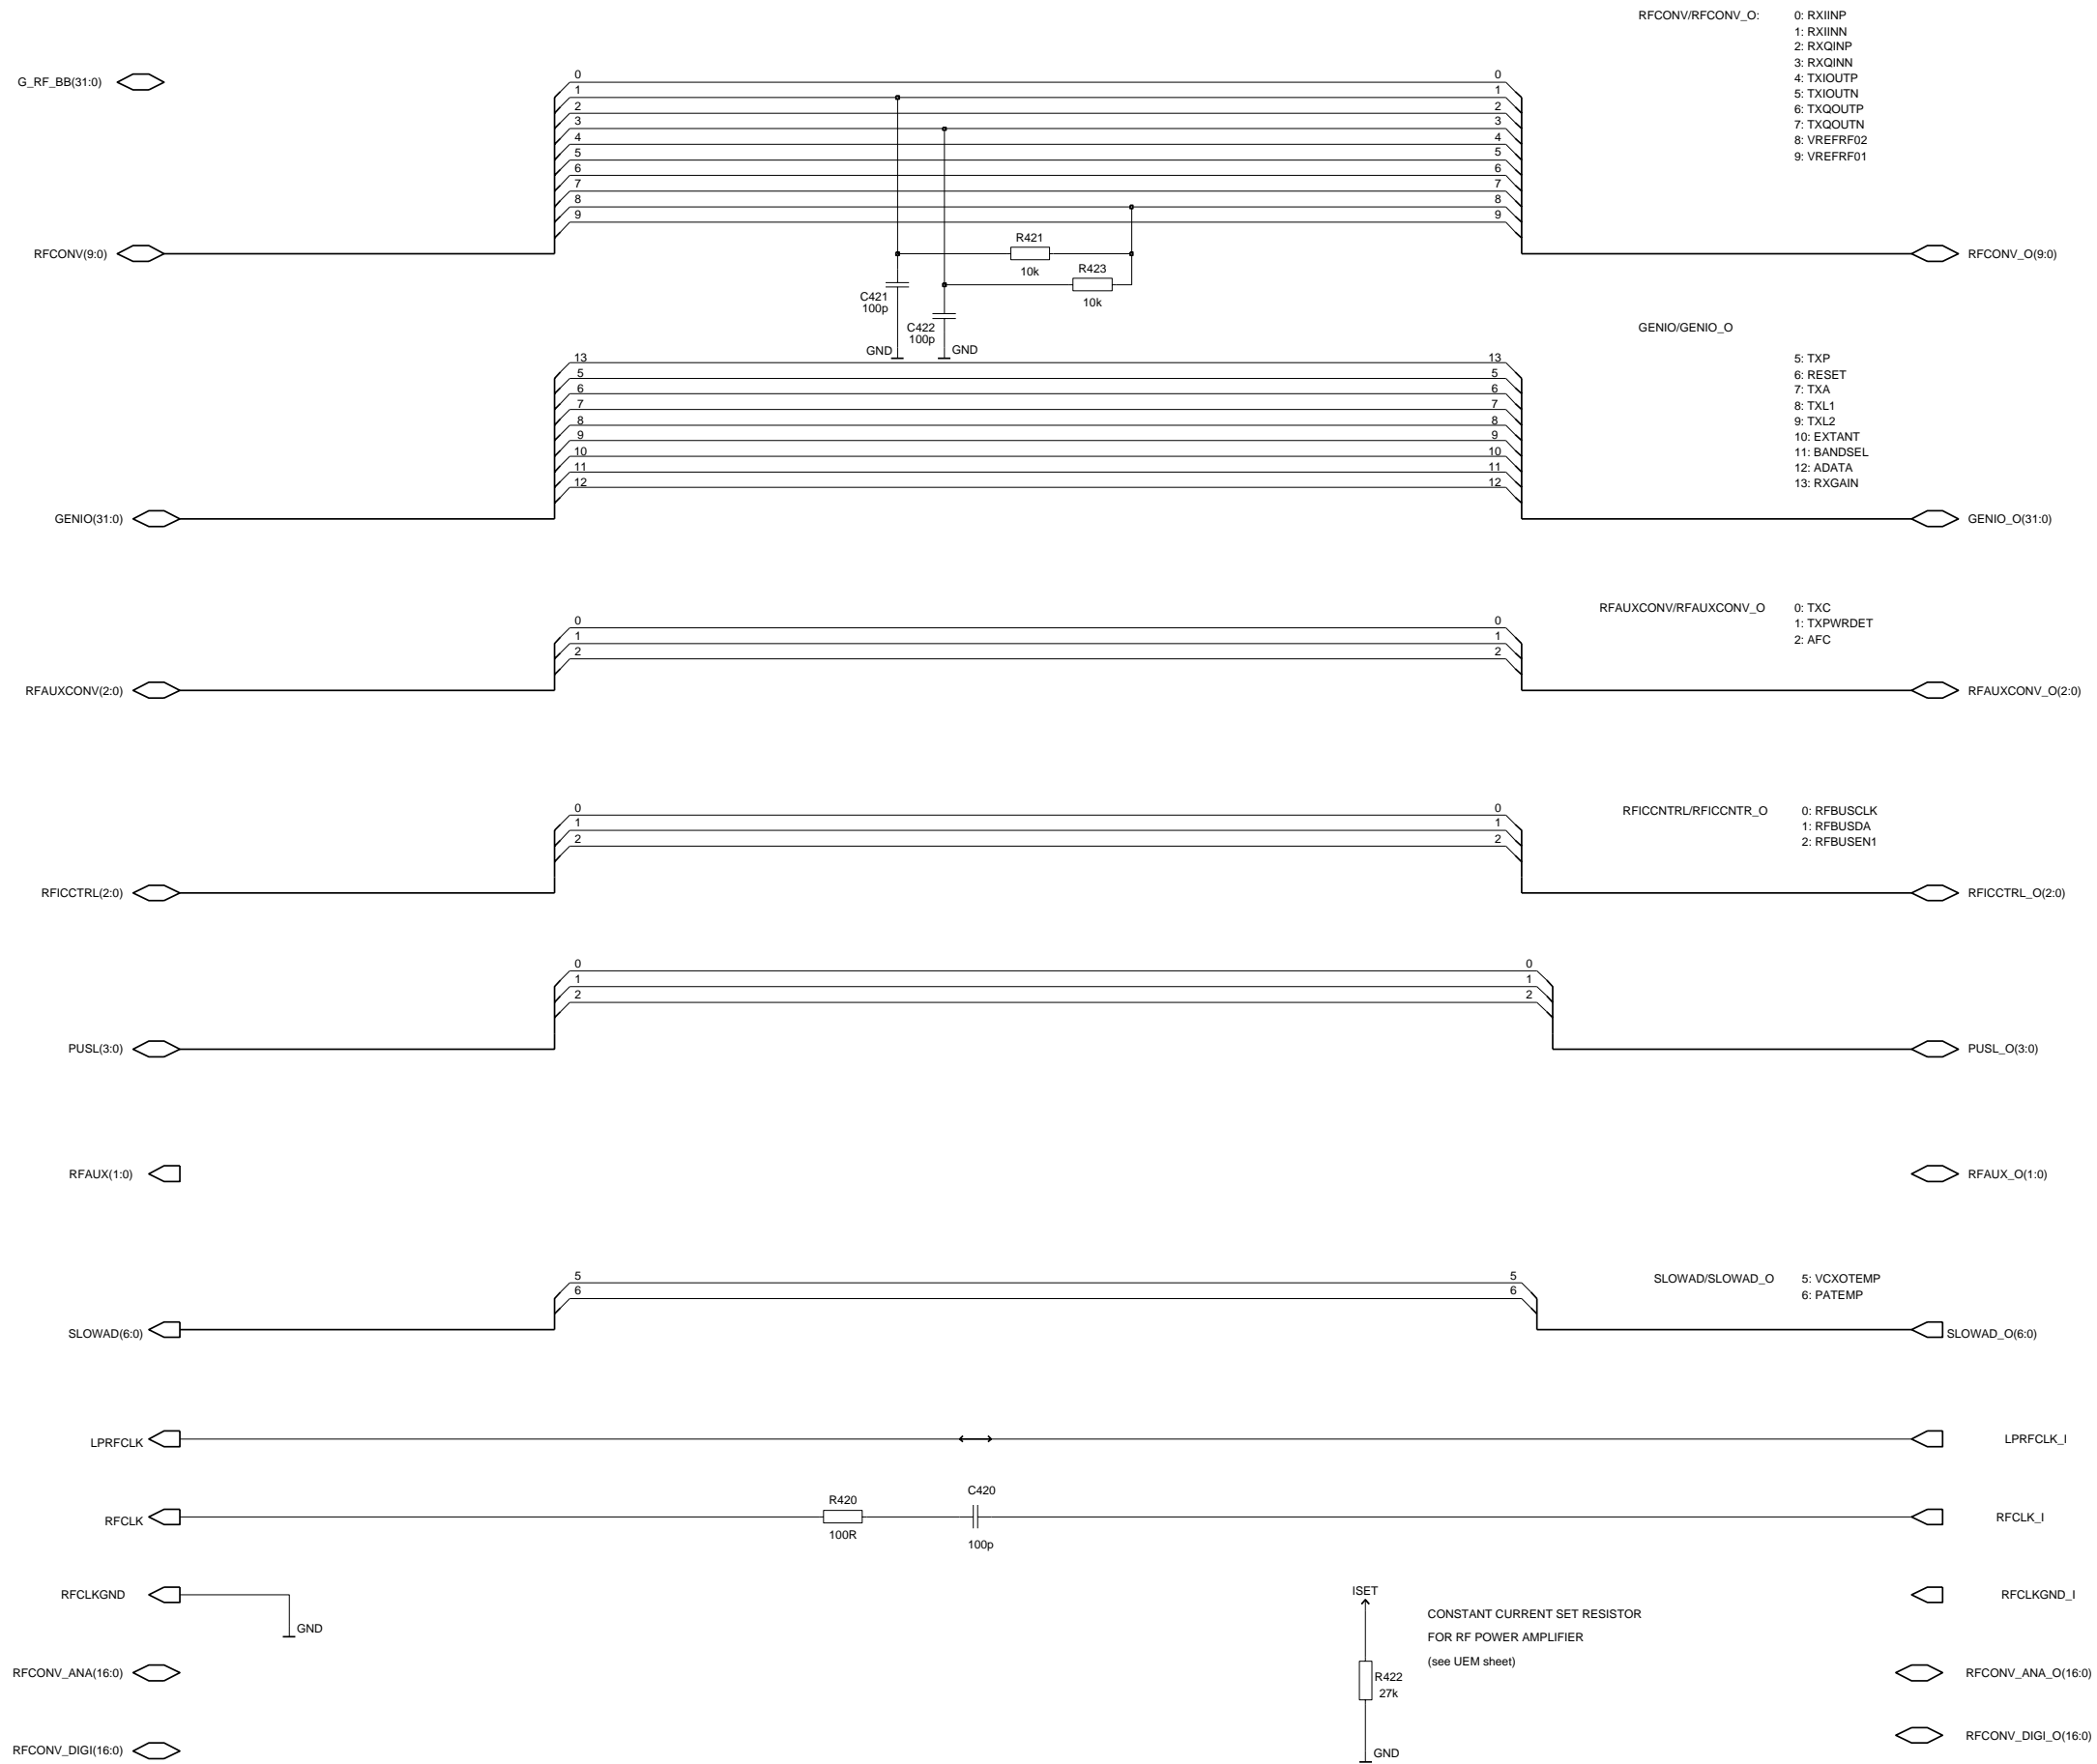 RFCONV/RFCONV_O: 0: RXIINP
1: RXIINN
2: RXQINP
3: RXQINN
4: TXIOUTP
5: TXIOUTN
6: TXQOUTP
7: TXQOUTN
8: VREFRF02
9: VREFRF01
G_RF_BB(31:0)
0 0
1 1
2 2
3 3
4 4
5 5
6 6
7 7
8 8
9 9
RFCONV(9:0)
R421
10k
R423
10k
C421
100p
C422
100p
GND
GND
RFCONV_O(9:0)
GENIO/GENIO_O
5: TXP
6: RESET
7: TXA
8: TXL1
9: TXL2
10: EXTANT
11: BANDSEL
12: ADATA
13: RXGAIN
13 13
5 5
6 6
7 7
8 8
9 9
10 10
11 11
12 12
GENIO(31:0)
GENIO_O(31:0)
RFAUXCONV/RFAUXCONV_O 0: TXC
1: TXPWRDET
2: AFC
0 0
1 1
2 2
RFAUXCONV(2:0)
RFAUXCONV_O(2:0)
RFICCNTRL/RFICCNTR_O 0: RFBUSCLK
1: RFBUSDA
2: RFBUSEN1
0 0
1 1
2 2
RFICCTRL(2:0)
RFICCTRL_O(2:0)
0 0
1 1
2 2
PUSL(3:0)
PUSL_O(3:0)
RFAUX(1:0)
RFAUX_O(1:0)
SLOWAD/SLOWAD_O 5: VCXOTEMP
6: PATEMP
5 5
6 6
SLOWAD(6:0)
SLOWAD_O(6:0)
LPRFCLK
LPRFCLK_I
RFCLK
R420
100R
C420
100p
RFCLK_I
RFCLKGND
GND
RFCLKGND_I
ISET
CONSTANT CURRENT SET RESISTOR
FOR RF POWER AMPLIFIER
(see UEM sheet)
R422
27k
GND
RFCONV_ANA(16:0)
RFCONV_ANA_O(16:0)
RFCONV_DIGI(16:0)
RFCONV_DIGI_O(16:0)